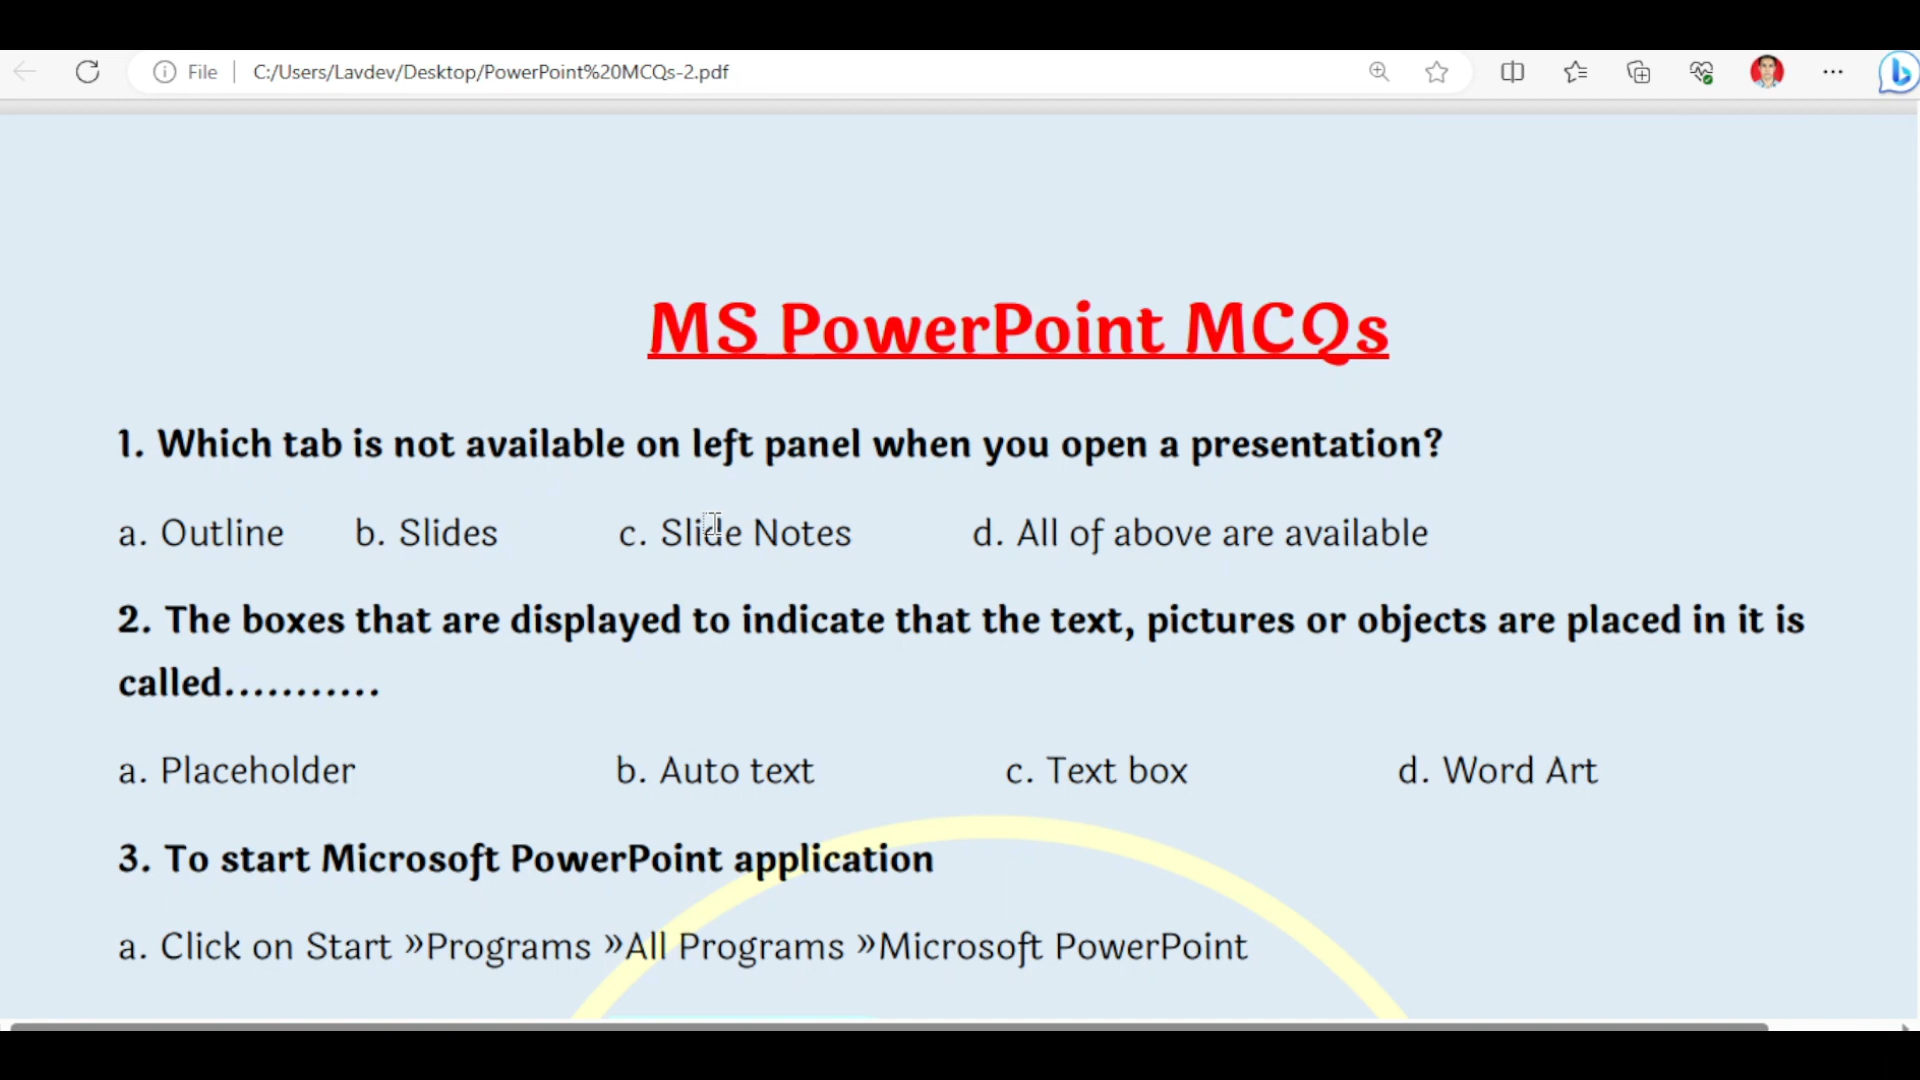 File C:/Users/Lavdev/Desktop/PowerPoint%20MCQs-2.pdf
MS PowerPoint MCQs
1. Which tab is not available on left panel when you open a presentation?
a. Outline b. Slides c. Slide Notes d. All of above are available
2. The boxes that are displayed to indicate that the text, pictures or objects are placed in it is
called...........
a. Placeholder b. Auto text c. Text box d. Word Art
3. To start Microsoft PowerPoint application
a. Click on Start »Programs »All Programs »Microsoft PowerPoint